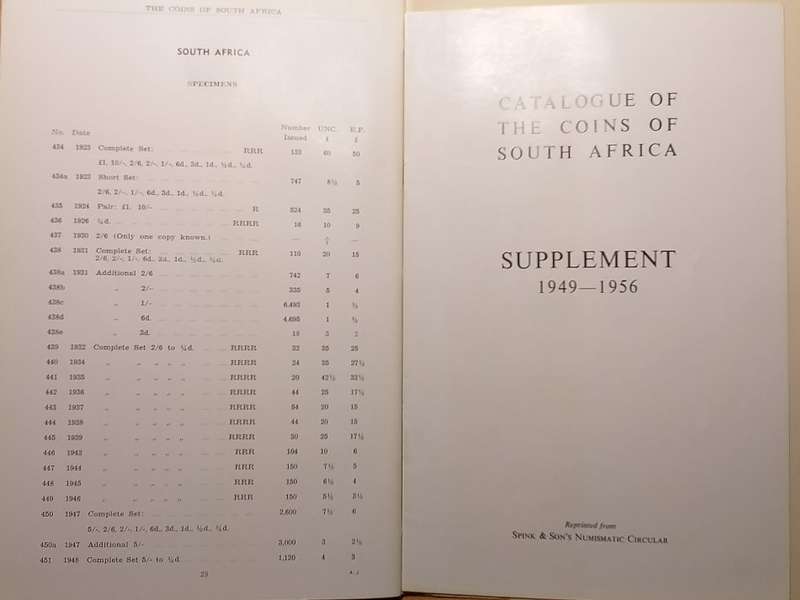 THE COINS OF SOUTH AFRICA
SOUTH AFRICA
SPECIMENS
No. Date Number Issued UNC. £ E.F. £
434 1923 Complete Set: RRR 133 60 50
£1, 10/-, 2/6, 2/-, 1/-, 6d., 3d., 1d., ½d., ¼d.
434a 1923 Short Set: 747 8½ 5
2/6, 2/-, 1/-, 6d., 3d., 1d., ½d., ¼d.
435 1924 Pair: £1. 10/- R 824 35 25
436 1926 ¼d. RRRR 16 10 9
437 1930 2/6 (Only one copy known.) — ? —
438 1931 Complete Set: RRR 110 20 15
2/6, 2/-, 1/-, 6d., 3d., 1d., ½d., ¼d.
438a 1931 Additional 2/6 742 7 6
438b „ 2/- 335 5 4
438c „ 1/- 6,493 1
438d „ 6d. 4,695 1
438e „ 3d. 19 3 2
439 1932 Complete Set 2/6 to ¼d. RRRR 32 35 25
440 1934 „ „ „ „ „ RRRR 24 35 27½
441 1935 „ „ „ „ „ RRRR 20 42½ 32½
442 1936 „ „ „ „ „ RRRR 44 25 17½
443 1937 „ „ „ „ „ RRRR 54 20 15
444 1938 „ „ „ „ „ RRRR 44 20 15
445 1939 „ „ „ „ „ RRRR 30 25 17½
446 1943 „ „ „ „ „ RRR 104 10 6
447 1944 „ „ „ „ „ RRR 150 7½ 5
448 1945 „ „ „ „ „ RRR 150 6½ 4
449 1946 „ „ „ „ „ RRR 150 5½ 3½
450 1947 Complete Set: 2,600 7½ 6
5/-, 2/6, 2/-, 1/-, 6d., 3d., 1d., ½d., ¼d.
450a 1947 Additional 5/- 3,000 3 2½
451 1948 Complete Set 5/- to ¼d. 1,120 4 3
29
CATALOGUE OF
THE COINS OF
SOUTH AFRICA
SUPPLEMENT
1949—1956
Reprinted from
SPINK & SON'S NUMISMATIC CIRCULAR